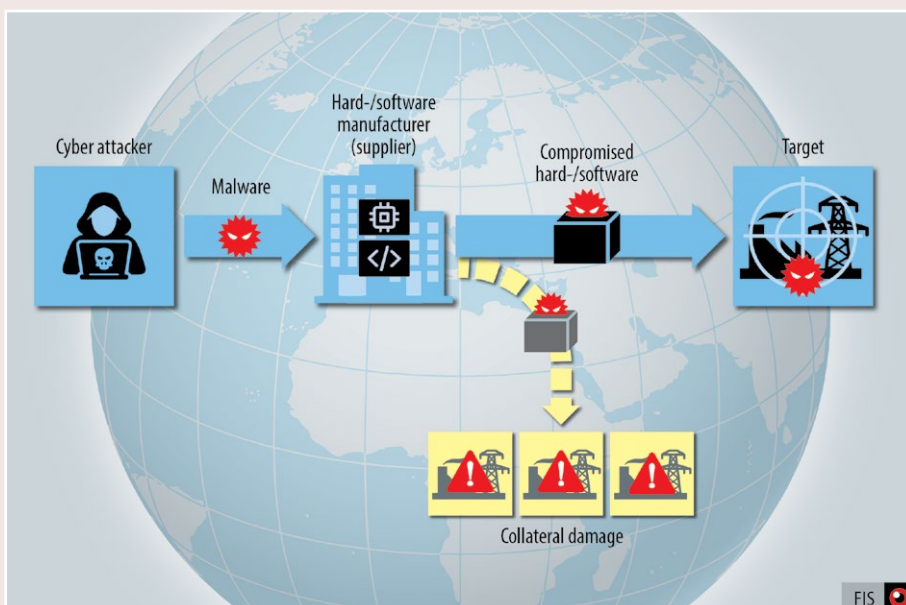 Cyber attacker
Malware
Hard-/software
manufacturer
(supplier)
</>
Compromised
hard-/software
Target
Collateral damage
FIS